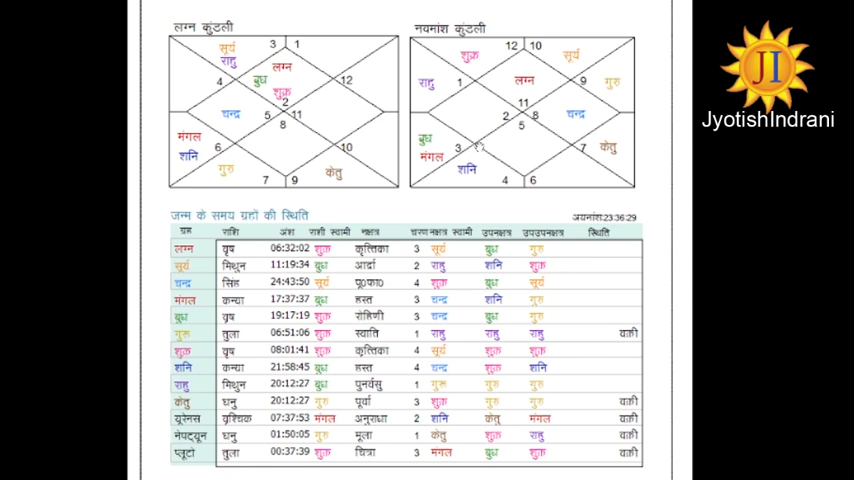 लग्न कुंडली
नवमांश कुंडली
JI
JyotishIndrani
सूर्य
राहु
3
1
लग्न
बुध
शुक्र
4
2
12
चन्द्र
5
11
8
मंगल
शनि
6
10
गुरु
7
9
केतु
शुक्र
12
10
सूर्य
राहु
1
लग्न
9
गुरु
11
2
8
चन्द्र
5
बुध
मंगल
3
7
केतु
शनि
4
6
जन्म के समय ग्रहों की स्थिति
अयनांश:23:36:29
ग्रह राशि अंश राशी स्वामी नक्षत्र चरण नक्षत्र स्वामी उपनक्षत्र उपउपनक्षत्र स्थिति
लग्न वृष 06:32:02 शुक्र कृत्तिका 3 सूर्य बुध गुरु
सूर्य मिथुन 11:19:34 बुध आर्द्रा 2 राहु शनि शुक्र
चन्द्र सिंह 24:43:50 सूर्य पू०फा० 4 शुक्र बुध सूर्य
मंगल कन्या 17:37:37 बुध हस्त 3 चन्द्र शनि गुरु
बुध वृष 19:17:19 शुक्र रोहिणी 3 चन्द्र बुध गुरु
गुरू तुला 06:51:06 शुक्र स्वाति 1 राहु राहु राहु वक्री
शुक्र वृष 08:01:41 शुक्र कृत्तिका 4 सूर्य शुक्र शुक्र
शनि कन्या 21:58:45 बुध हस्त 4 चन्द्र शुक्र शनि
राहु मिथुन 20:12:27 बुध पुनर्वसु 1 गुरू गुरु गुरु
केतु धनु 20:12:27 गुरु पूर्वा 3 शुक्र गुरु गुरु वक्री
यूरेनस वृश्चिक 07:37:53 मंगल अनुराधा 2 शनि केतु मंगल वक्री
नेपट्यून धनु 01:50:05 गुरु मूला 1 केतु शुक्र राहु वक्री
प्लूटो तुला 00:37:39 शुक्र चित्रा 3 मंगल बुध शुक्र वक्री